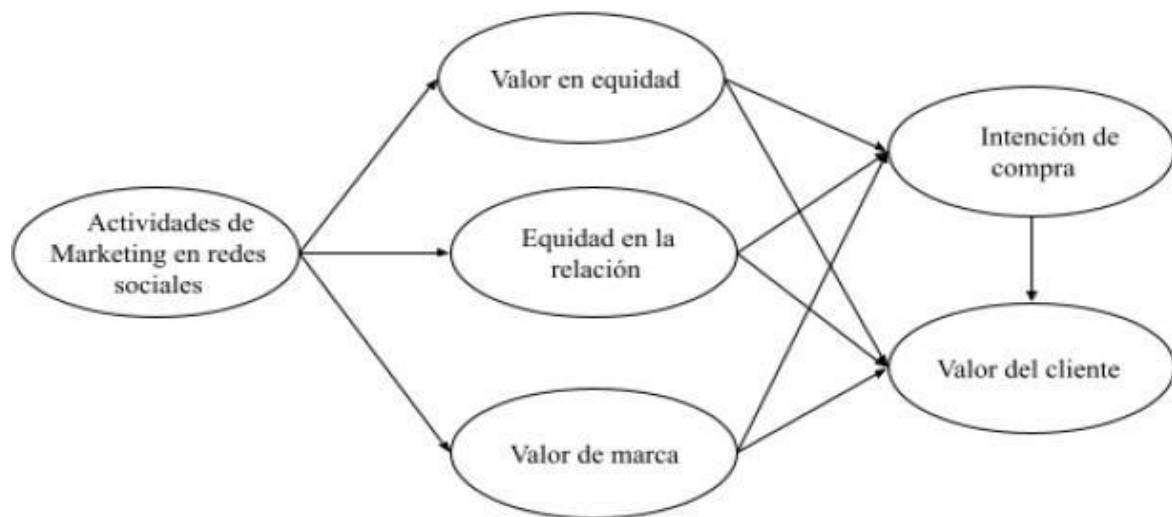 Valor en equidad
Intención de
compra
Actividades de
Marketing en redes
sociales
Equidad en la
relación
Valor del cliente
Valor de marca